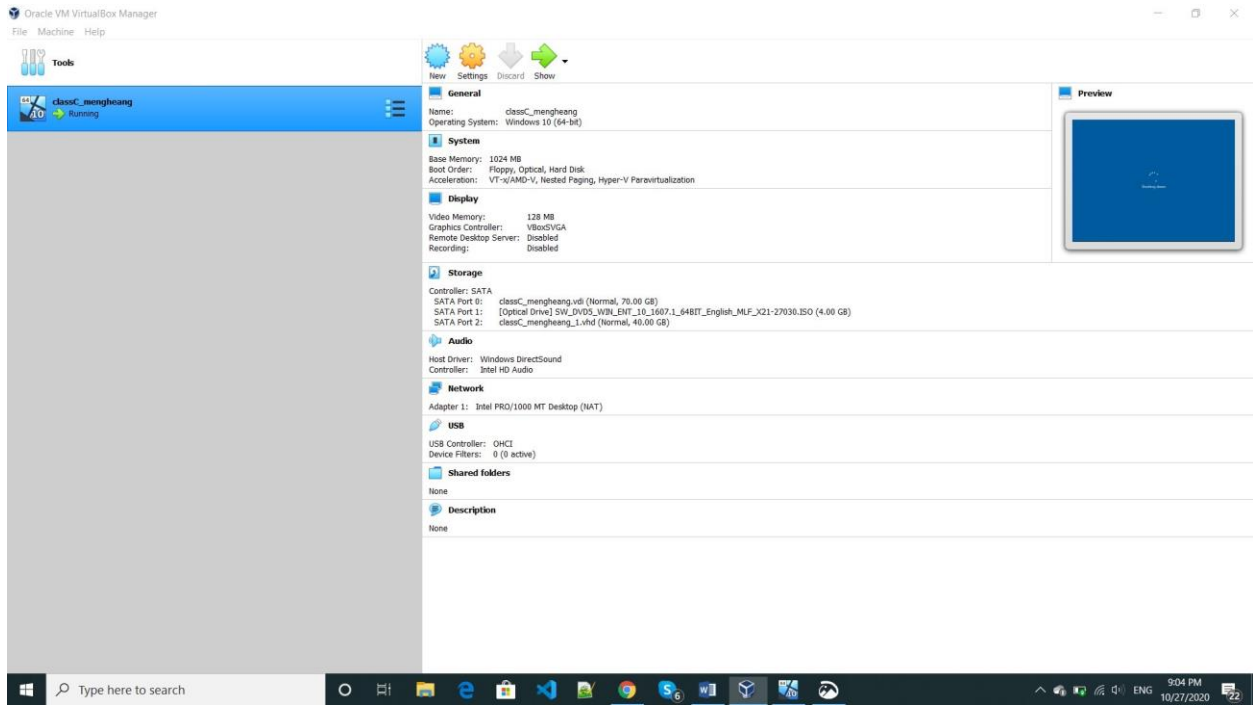 Oracle VM VirtualBox Manager
File Machine Help
Tools
New Settings Discard Show
64 10 classC_mengheang
Running
General
Name: classC_mengheang
Operating System: Windows 10 (64-bit)
System
Base Memory: 1024 MB
Boot Order: Floppy, Optical, Hard Disk
Acceleration: VT-x/AMD-V, Nested Paging, Hyper-V Paravirtualization
Display
Video Memory: 128 MB
Graphics Controller: VBoxSVGA
Remote Desktop Server: Disabled
Recording: Disabled
Storage
Controller: SATA
SATA Port 0: classC_mengheang.vdi (Normal, 70.00 GB)
SATA Port 1: [Optical Drive] SW_DVD5_WIN_ENT_10_1607.1_64BIT_English_MLF_X21-27030.ISO (4.00 GB)
SATA Port 2: classC_mengheang_1.vhd (Normal, 40.00 GB)
Audio
Host Driver: Windows DirectSound
Controller: Intel HD Audio
Network
Adapter 1: Intel PRO/1000 MT Desktop (NAT)
USB
USB Controller: OHCI
Device Filters: 0 (0 active)
Shared folders
None
Description
None
Preview
Type here to search
ENG
9:04 PM
10/27/2020
22